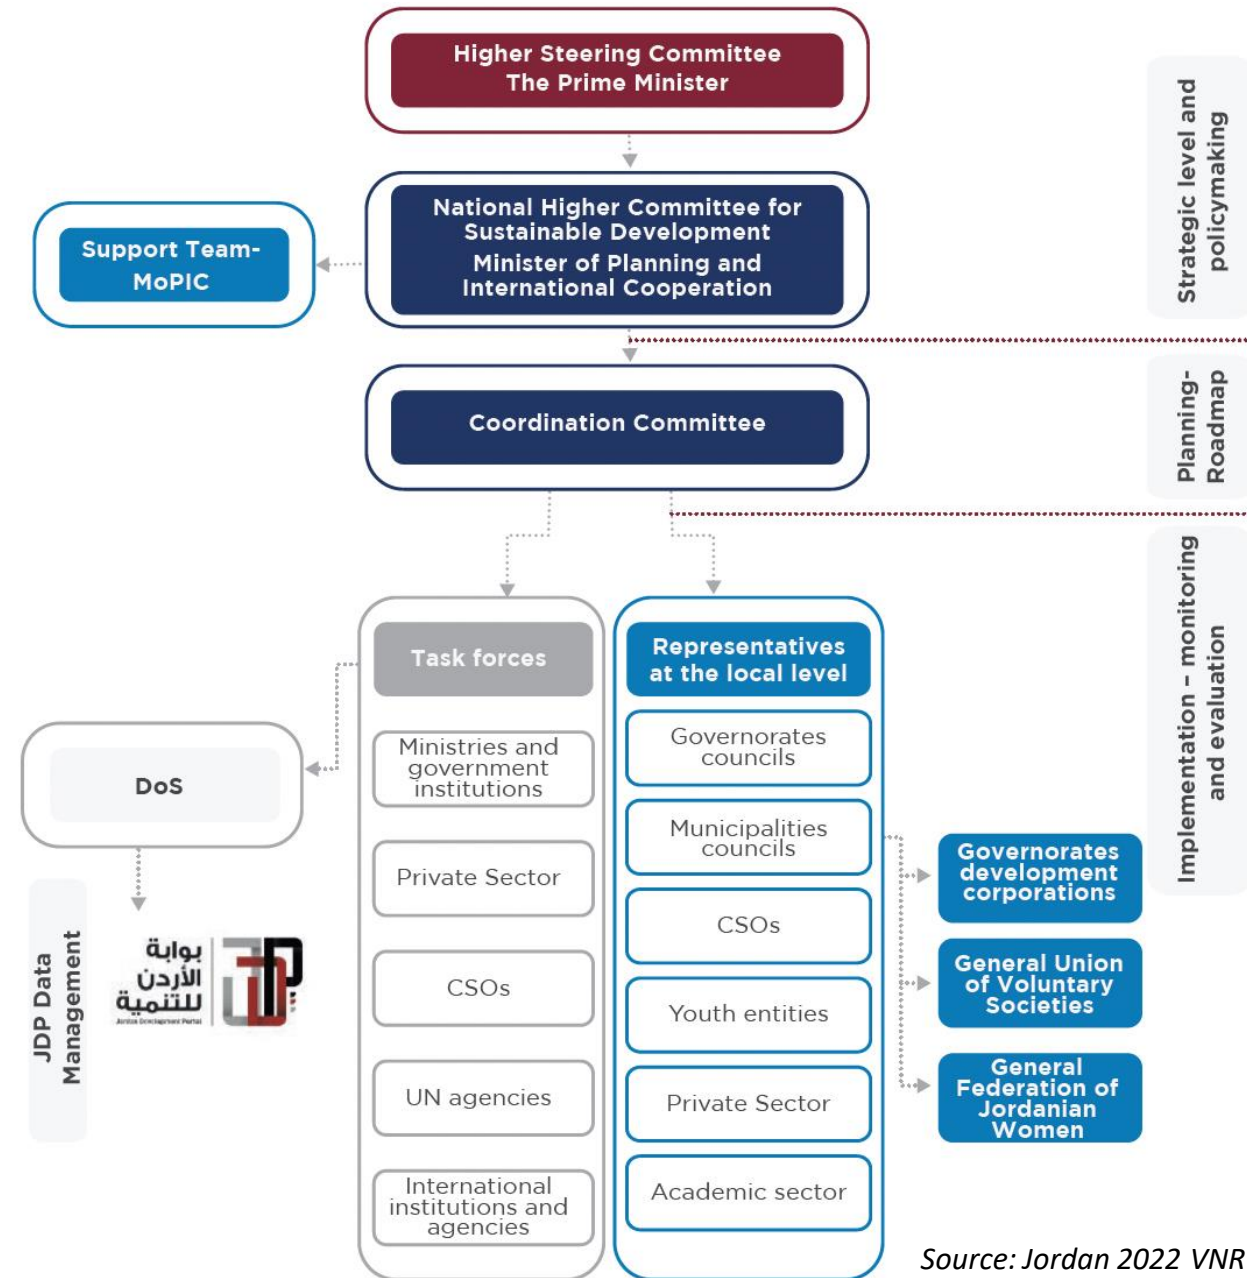 Higher Steering Committee
The Prime Minister
Strategic level and
policymaking
National Higher Committee for
Sustainable Development
Minister of Planning and
International Cooperation
Support Team-
MoPIC
Coordination Committee
Planning-
Roadmap
Task forces
Ministries and
government
institutions
Private Sector
CSOs
UN agencies
International
institutions and
agencies
Representatives
at the local level
Governorates
councils
Municipalities
councils
CSOs
Youth entities
Private Sector
Academic sector
Implementation – monitoring
and evaluation
Governorates
development
corporations
General Union
of Voluntary
Societies
General
Federation of
Jordanian
Women
DoS
JDP Data
Management
بوابة
الأردن
للتنمية
Jordan Development Portal
JDP
Source: Jordan 2022 VNR